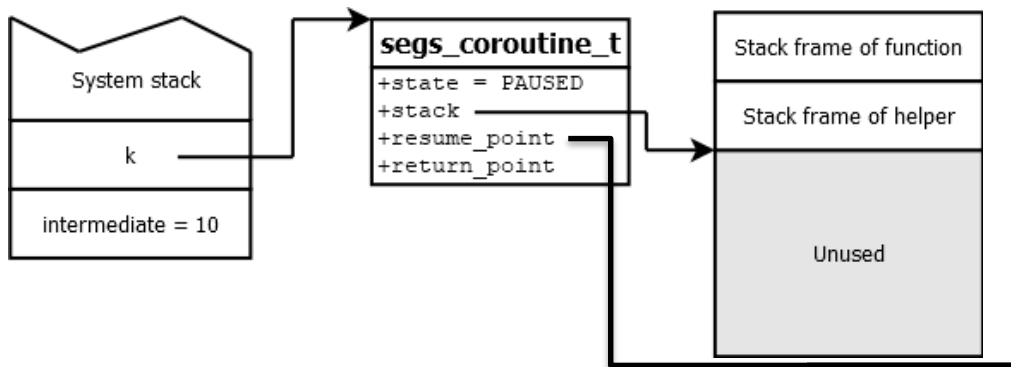 System stack
k
intermediate = 10
segs_coroutine_t
+state = PAUSED
+stack
+resume_point
+return_point
Stack frame of function
Stack frame of helper
Unused